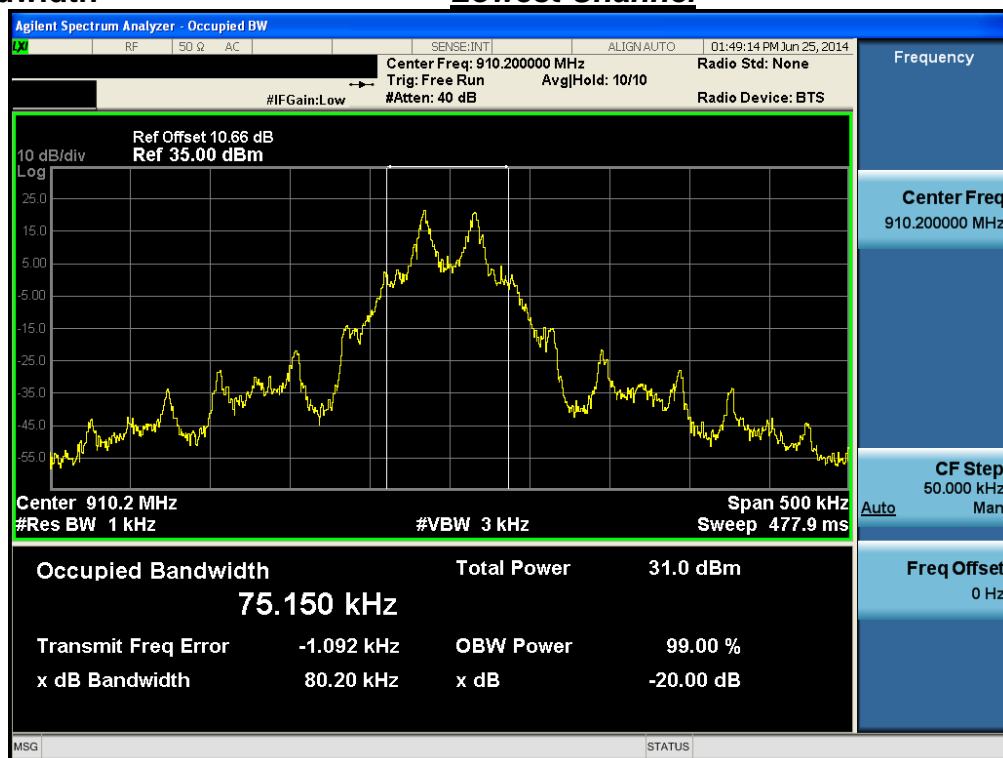 Agilent Spectrum Analyzer - Occupied BW
LXI RF 50 Ω AC SENSE:INT ALIGN AUTO 01:49:14 PM Jun 25, 2014
Center Freq: 910.200000 MHz Radio Std: None
Trig: Free Run Avg|Hold: 10/10
#IFGain:Low #Atten: 40 dB Radio Device: BTS
Ref Offset 10.66 dB
10 dB/div Ref 35.00 dBm
Log
25.0
15.0
5.00
-5.00
-15.0
-25.0
-35.0
-45.0
-55.0
Center 910.2 MHz Span 500 kHz
#Res BW 1 kHz #VBW 3 kHz Sweep 477.9 ms
Occupied Bandwidth Total Power 31.0 dBm
75.150 kHz
Transmit Freq Error -1.092 kHz OBW Power 99.00 %
x dB Bandwidth 80.20 kHz x dB -20.00 dB
MSG STATUS
Frequency
Center Freq
910.200000 MHz
CF Step
50.000 kHz
Auto Man
Freq Offset
0 Hz